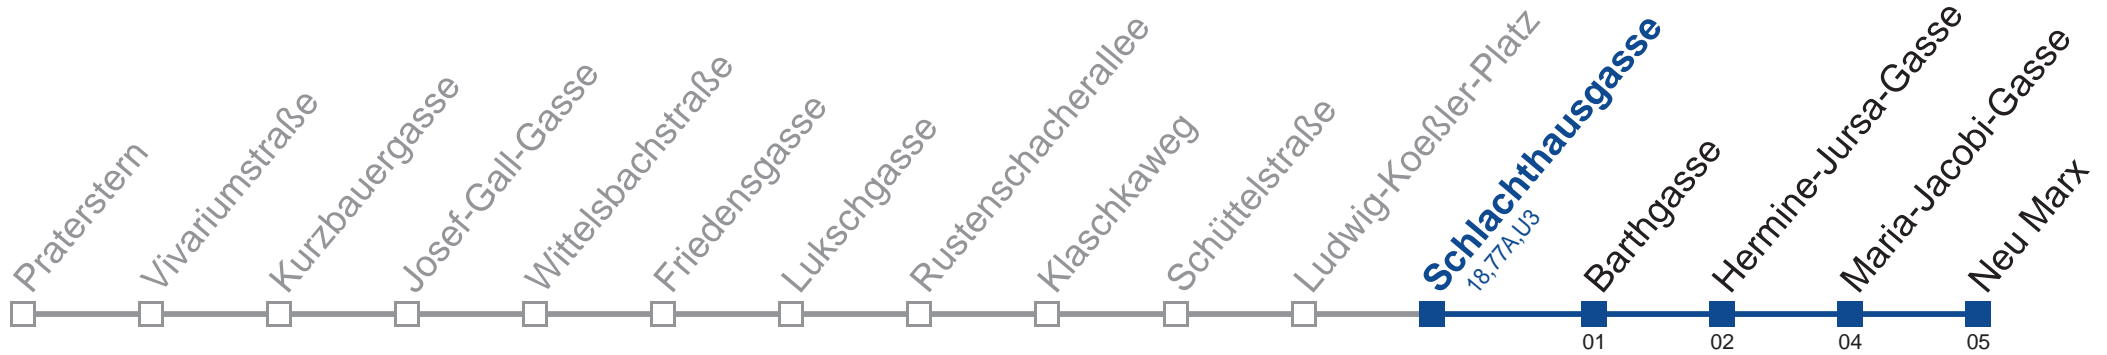 Praterstern
Vivariumstraße
Kurzbauergasse
Josef-Gall-Gasse
Wittelsbachstraße
Friedensgasse
Lukschgasse
Rustenschacherallee
Klaschkaweg
Schüttelstraße
Ludwig-Koeßler-Platz
Schlachthausgasse
18,77A,U3
Barthgasse
Hermine-Jursa-Gasse
Maria-Jacobi-Gasse
Neu Marx
01
02
04
05